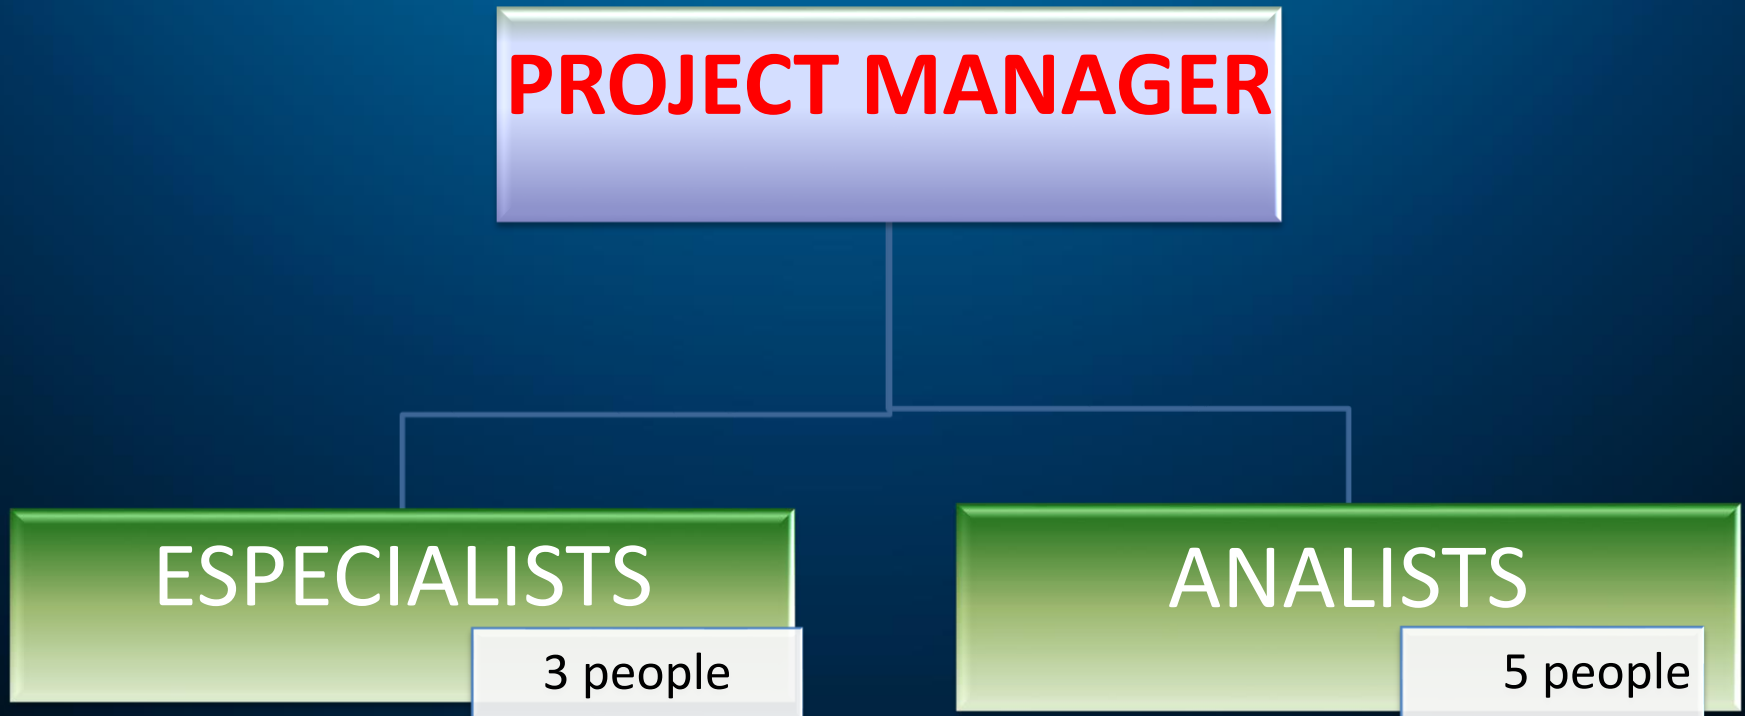 PROJECT MANAGER
ESPECIALISTS
3 people
ANALISTS
5 people